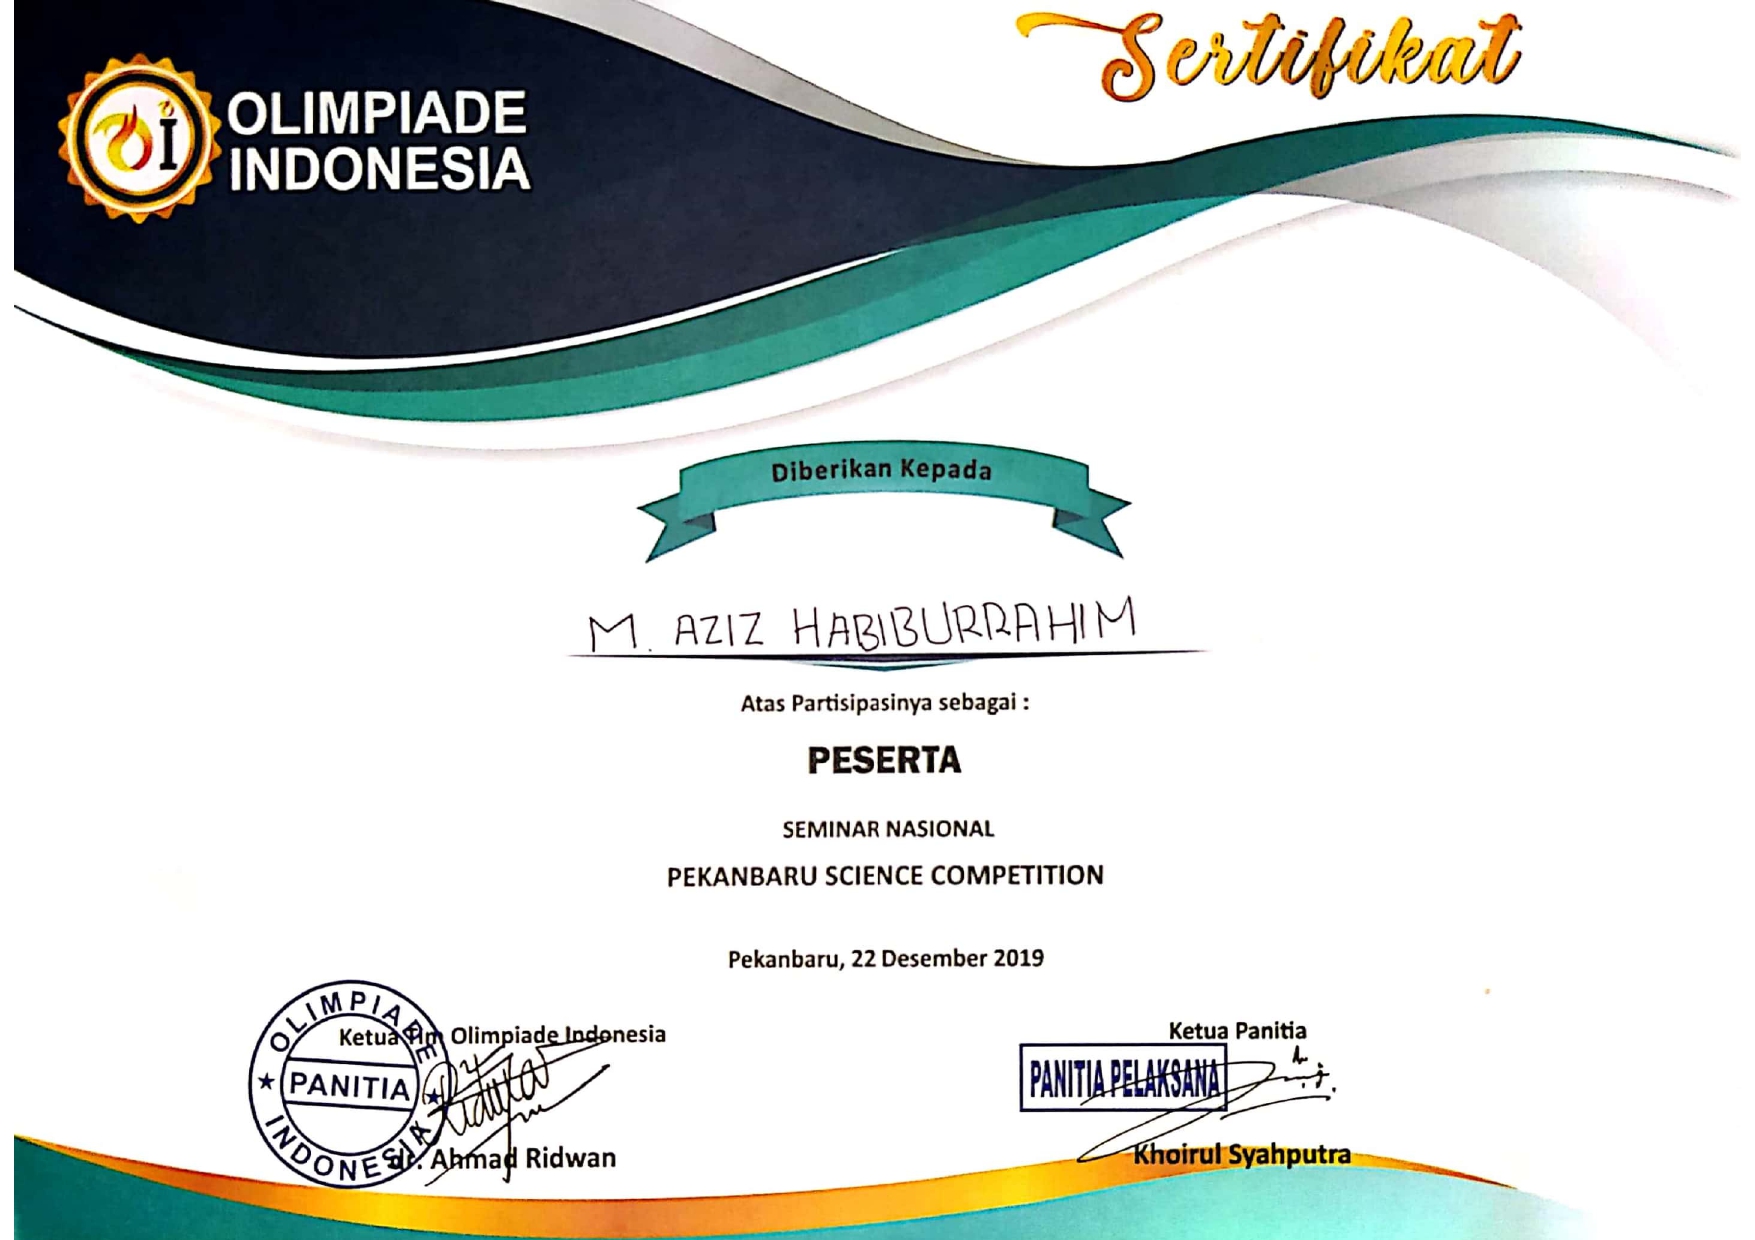 Sertifikat
OLIMPIADE
INDONESIA
Diberikan Kepada
M. AZIZ HABIBURRAHIM
Atas Partisipasinya sebagai :
PESERTA
SEMINAR NASIONAL
PEKANBARU SCIENCE COMPETITION
Pekanbaru, 22 Desember 2019
Ketua Tim Olimpiade Indonesia
OLIMPIADE
PANITIA
INDONESIA
dr. Ahmad Ridwan
Ketua Panitia
PANITIA PELAKSANA
Khoirul Syahputra